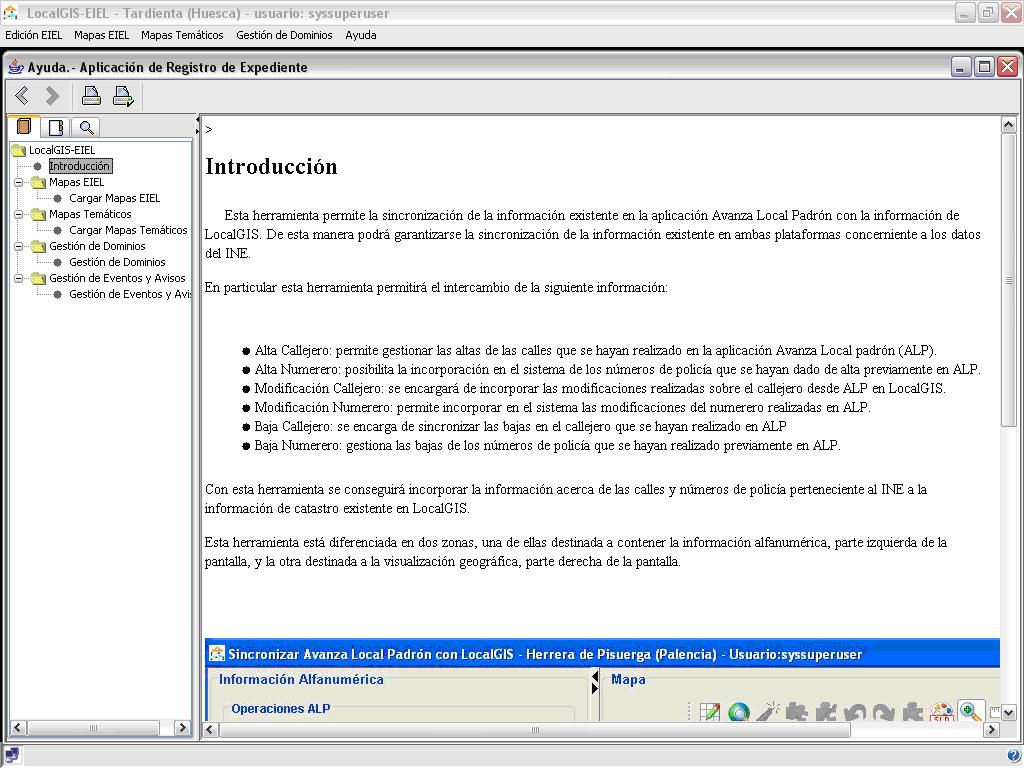 LocalGIS-EIEL - Tardienta (Huesca) - usuario: syssuperuser
Edición EIEL Mapas EIEL Mapas Temáticos Gestión de Dominios Ayuda
Ayuda.- Aplicación de Registro de Expediente
LocalGIS-EIEL
Introducción
Mapas EIEL
Cargar Mapas EIEL
Mapas Temáticos
Cargar Mapas Temáticos
Gestión de Dominios
Gestión de Dominios
Gestión de Eventos y Avisos
Gestión de Eventos y Avi
>
Introducción
Esta herramienta permite la sincronización de la información existente en la aplicación Avanza Local Padrón con la información de
LocalGIS. De esta manera podrá garantizarse la sincronización de la información existente en ambas plataformas concerniente a los datos
del INE.
En particular esta herramienta permitirá el intercambio de la siguiente información:
● Alta Callejero: permite gestionar las altas de las calles que se hayan realizado en la aplicación Avanza Local padrón (ALP).
● Alta Numerero: posibilita la incorporación en el sistema de los números de policía que se hayan dado de alta previamente en ALP.
● Modificación Callejero: se encargará de incorporar las modificaciones realizadas sobre el callejero desde ALP en LocalGIS.
● Modificación Numerero: permite incorporar en el sistema las modificaciones del numerero realizadas en ALP.
● Baja Callejero: se encarga de sincronizar las bajas en el callejero que se hayan realizado en ALP
● Baja Numerero: gestiona las bajas de los números de policía que se hayan realizado previamente en ALP.
Con esta herramienta se conseguirá incorporar la información acerca de las calles y números de policía perteneciente al INE a la
información de catastro existente en LocalGIS.
Esta herramienta está diferenciada en dos zonas, una de ellas destinada a contener la información alfanumérica, parte izquierda de la
pantalla, y la otra destinada a la visualización geográfica, parte derecha de la pantalla.
Sincronizar Avanza Local Padrón con LocalGIS - Herrera de Pisuerga (Palencia) - Usuario:syssuperuser
Información Alfanumérica
Mapa
Operaciones ALP
SLD